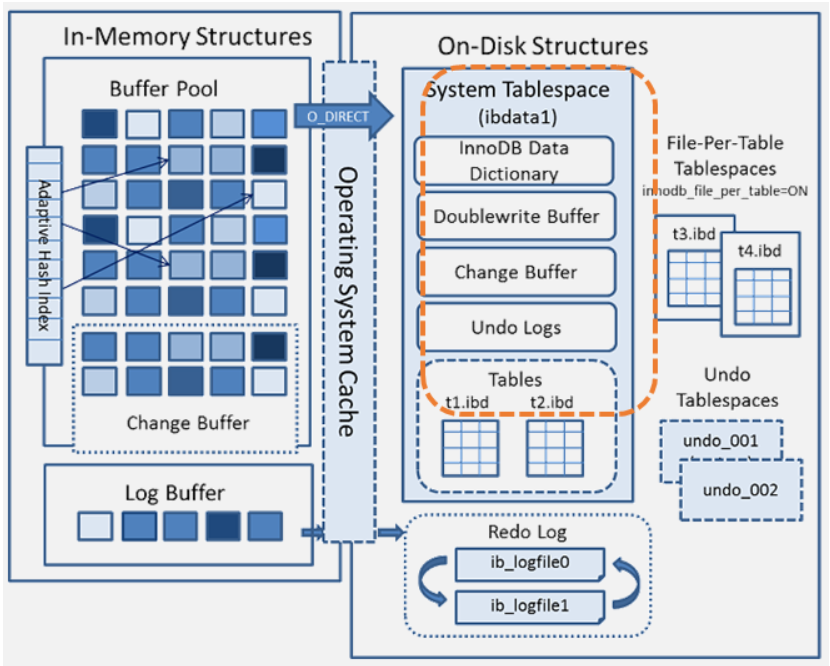 In-Memory Structures
Buffer Pool
Adaptive Hash Index
Change Buffer
Log Buffer
O_DIRECT
Operating System Cache
On-Disk Structures
System Tablespace
(ibdata1)
InnoDB Data
Dictionary
Doublewrite Buffer
Change Buffer
Undo Logs
Tables
t1.ibd
t2.ibd
File-Per-Table
Tablespaces
innodb_file_per_table=ON
t3.ibd
t4.ibd
Undo
Tablespaces
undo_001
undo_002
Redo Log
ib_logfile0
ib_logfile1